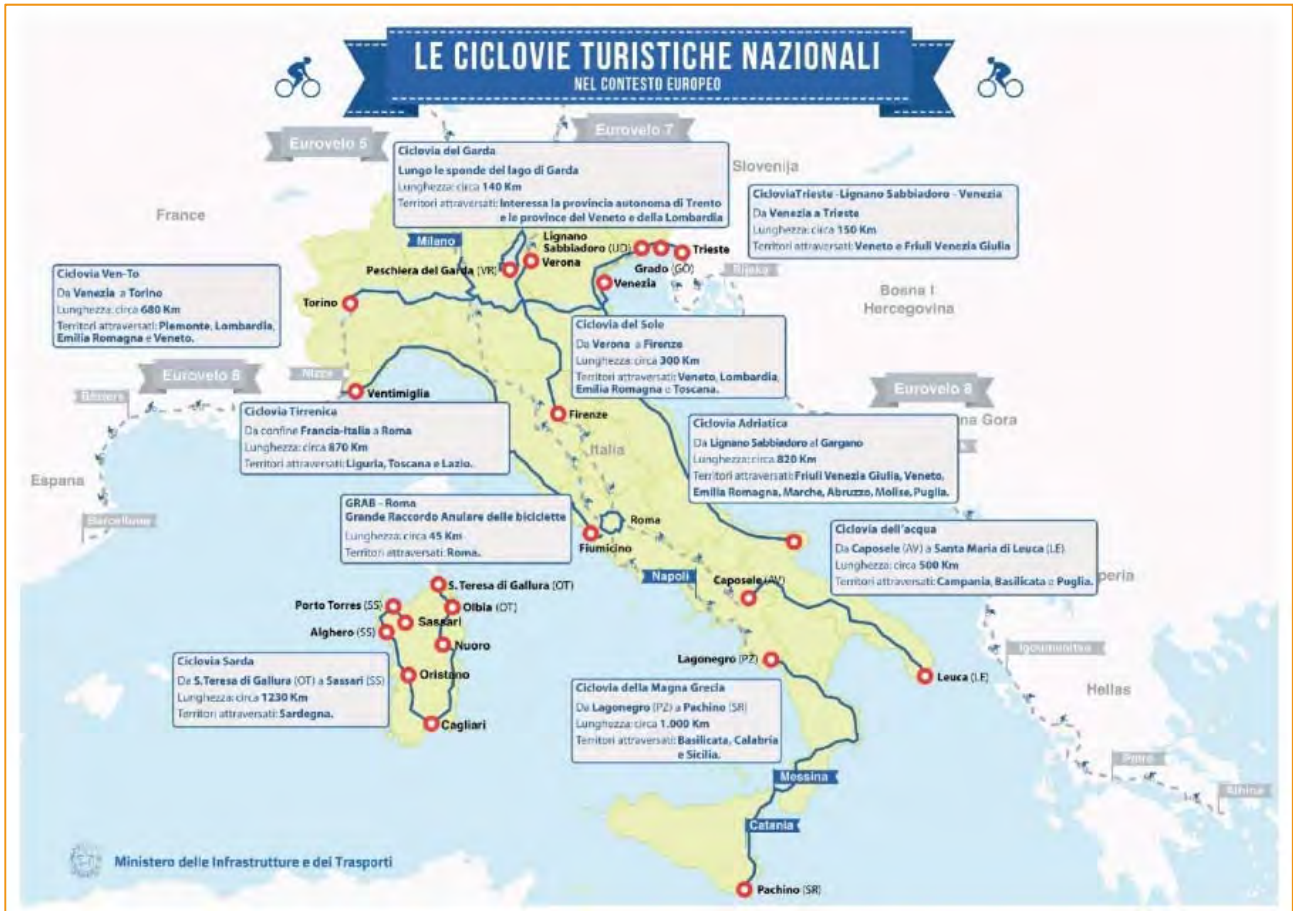 LE CICLOVIE TURISTICHE NAZIONALI
NEL CONTESTO EUROPEO
Eurovelo 5
Eurovelo 7
Ciclovia del Garda
Lungo le sponde del lago di Garda
Lunghezza: circa 140 Km
Territori attraversati: Interessa la provincia autonoma di Trento
e le province del Veneto e della Lombardia
Slovenija
CicloviaTrieste -Lignano Sabbiadoro - Venezia
Da Venezia a Trieste
Lunghezza: circa 150 Km
Territori attraversati: Veneto e Friuli Venezia Giulia
France
Milano
Lignano
Sabbiadoro (UD)
Trieste
Verona
Grado (GO)
Peschiera del Garda (VR)
Venezia
Rijeka
Bosna I
Hercegovina
Ciclovia Ven-To
Da Venezia a Torino
Lunghezza: circa 680 Km
Territori attraversati: Piemonte, Lombardia,
Emilia Romagna e Veneto.
Torino
Ciclovia del Sole
Da Verona a Firenze
Lunghezza: circa 300 Km
Territori attraversati: Veneto, Lombardia,
Emilia Romagna e Toscana.
Eurovelo 8
Nizza
Ventimiglia
Eurovelo 8
Firenze
na Gora
Ciclovia Tirrenica
Da confine Francia-Italia a Roma
Lunghezza: circa 870 Km
Territori attraversati: Liguria, Toscana e Lazio.
Italia
Ciclovia Adriatica
Da Lignano Sabbiadoro al Gargano
Lunghezza: circa 820 Km
Territori attraversati: Friuli Venezia Giulia, Veneto,
Emilia Romagna, Marche, Abruzzo, Molise, Puglia.
Espana
Barcellona
GRAB - Roma
Grande Raccordo Anulare delle biciclette
Lunghezza: circa 45 Km
Territori attraversati: Roma.
Roma
Fiumicino
Ciclovia dell'acqua
Da Caposele (AV) a Santa Maria di Leuca (LE)
Lunghezza: circa 500 Km
Territori attraversati: Campania, Basilicata e Puglia.
peria
Napoli
Caposele (AV)
S. Teresa di Gallura (OT)
Porto Torres (SS)
Olbia (OT)
Sassari
Alghero (SS)
Nuoro
Oristano
Cagliari
Lagonegro (PZ)
Leuca (LE)
Igoumenitsa
Hellas
Ciclovia Sarda
Da S. Teresa di Gallura (OT) a Sassari (SS)
Lunghezza: circa 1230 Km
Territori attraversati: Sardegna.
Ciclovia della Magna Grecia
Da Lagonegro (PZ) a Pachino (SR)
Lunghezza: circa 1.000 Km
Territori attraversati: Basilicata, Calabria
e Sicilia.
Messina
Catania
Athina
Pachino (SR)
Ministero delle Infrastrutture e dei Trasporti